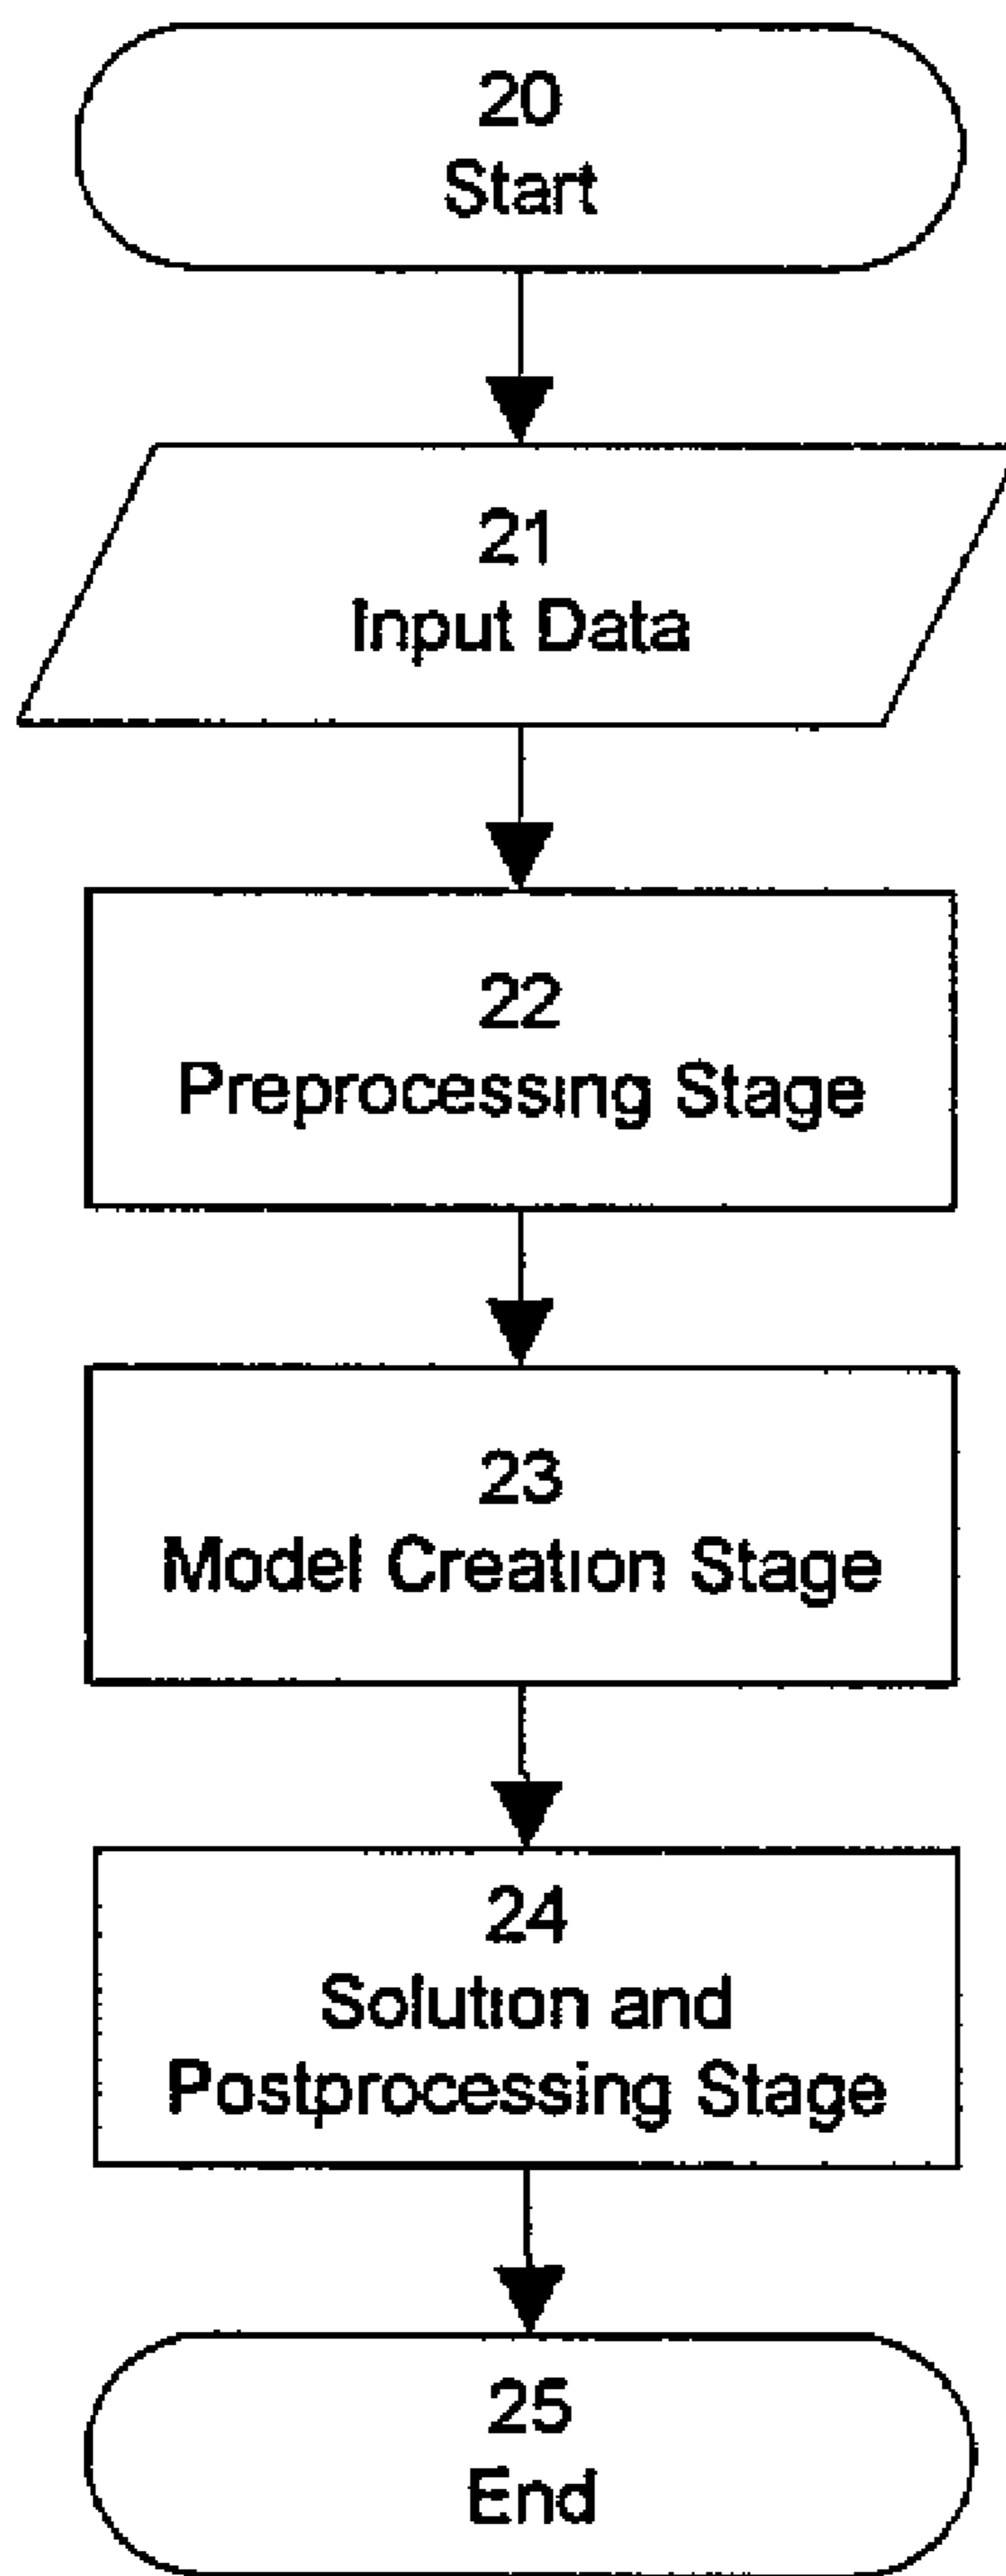 20
Start
21
Input Data
22
Preprocessing Stage
23
Model Creation Stage
24
Solution and
Postprocessing Stage
25
End